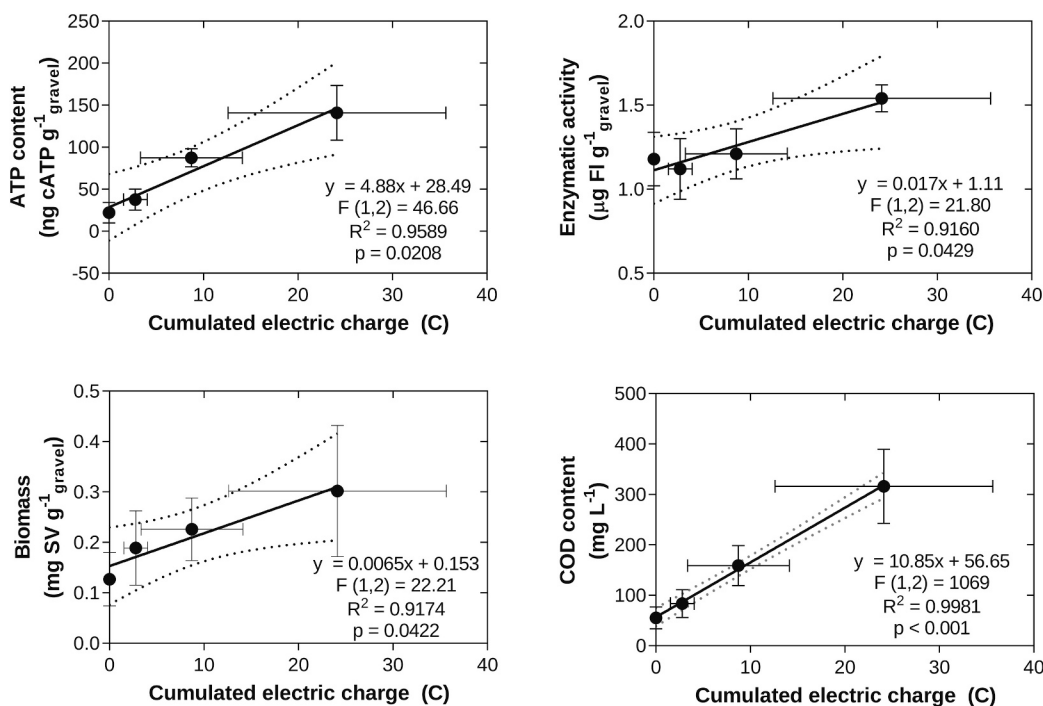 250
200
150
100
50
0
-50
ATP content
(ng cATP g-1 gravel)
y = 4.88x + 28.49
F (1,2) = 46.66
R2 = 0.9589
p = 0.0208
0 10 20 30 40
Cumulated electric charge (C)
2.0
1.5
1.0
0.5
Enzymatic activity
(µg Fl g-1 gravel)
y = 0.017x + 1.11
F (1,2) = 21.80
R2 = 0.9160
p = 0.0429
0 10 20 30 40
Cumulated electric charge (C)
0.5
0.4
0.3
0.2
0.1
0.0
Biomass
(mg SV g-1 gravel)
y = 0.0065x + 0.153
F (1,2) = 22.21
R2 = 0.9174
p = 0.0422
0 10 20 30 40
Cumulated electric charge (C)
500
400
300
200
100
0
COD content
(mg L-1)
y = 10.85x + 56.65
F (1,2) = 1069
R2 = 0.9981
p < 0.001
0 10 20 30 40
Cumulated electric charge (C)